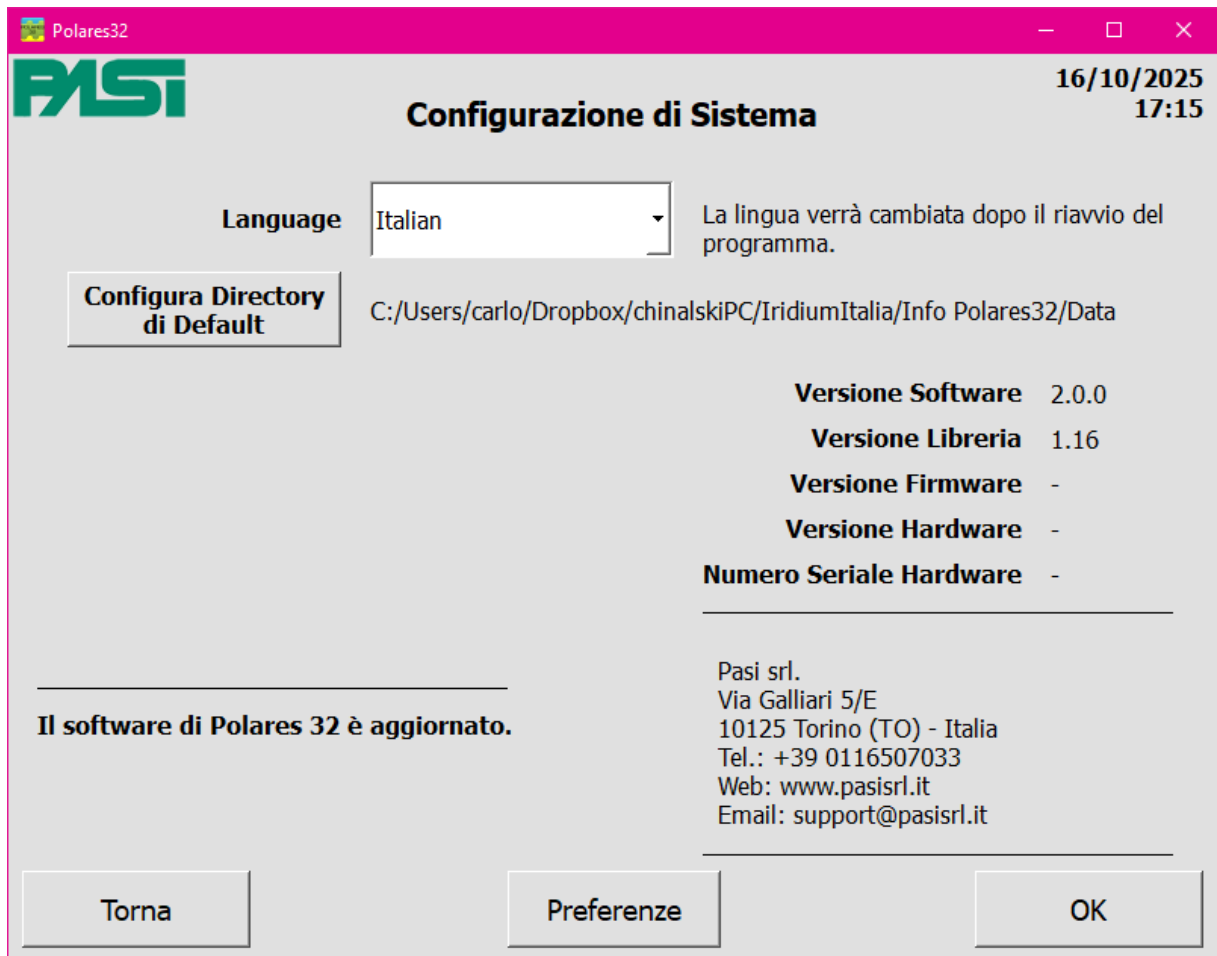 Polares32
PASI
16/10/2025
17:15
Configurazione di Sistema
Language
Italian
La lingua verrà cambiata dopo il riavvio del
programma.
Configura Directory
di Default
C:/Users/carlo/Dropbox/chinalskiPC/IridiumItalia/Info Polares32/Data
Versione Software 2.0.0
Versione Libreria 1.16
Versione Firmware -
Versione Hardware -
Numero Seriale Hardware -
Il software di Polares 32 è aggiornato.
Pasi srl.
Via Galliari 5/E
10125 Torino (TO) - Italia
Tel.: +39 0116507033
Web: www.pasisrl.it
Email: support@pasisrl.it
Torna
Preferenze
OK